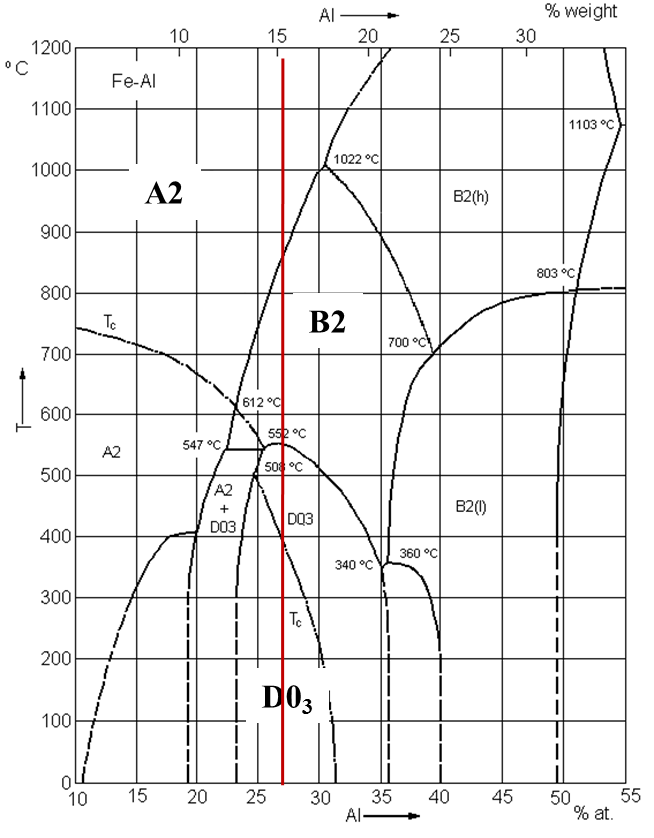 Al
% weight
10 15 20 25 30
1200
°C
Fe-Al
1100
1103 °C
1022 °C
1000
A2
B2(h)
900
803 °C
800
Tc
B2
700 °C
700
612 °C
600
T
552 °C
547 °C
A2
508 °C
500
A2
+
D03
D03
B2(l)
400
340 °C
360 °C
300
Tc
200
D03
100
0
10 15 20 25 30 35 40 45 50 55
Al
% at.